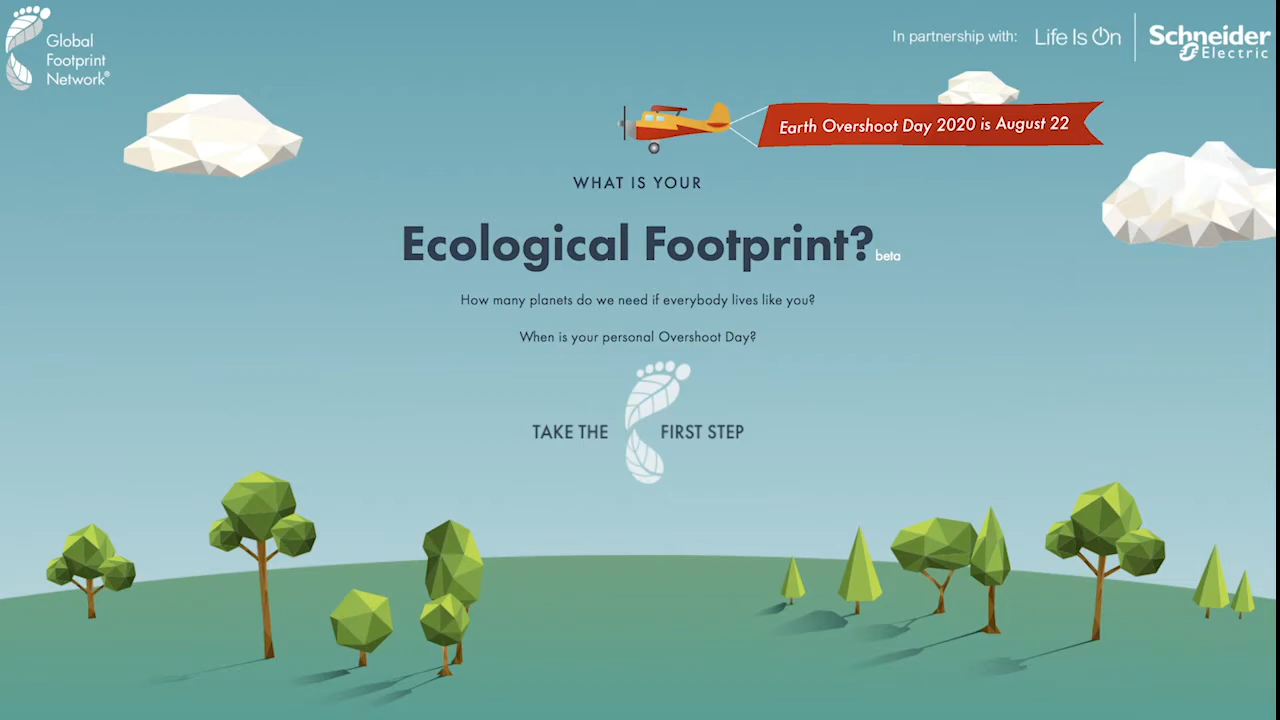 Global
Footprint
Network®
In partnership with:
Life Is On
Schneider
Electric
Earth Overshoot Day 2020 is August 22
WHAT IS YOUR
Ecological Footprint? beta
How many planets do we need if everybody lives like you?
When is your personal Overshoot Day?
TAKE THE FIRST STEP